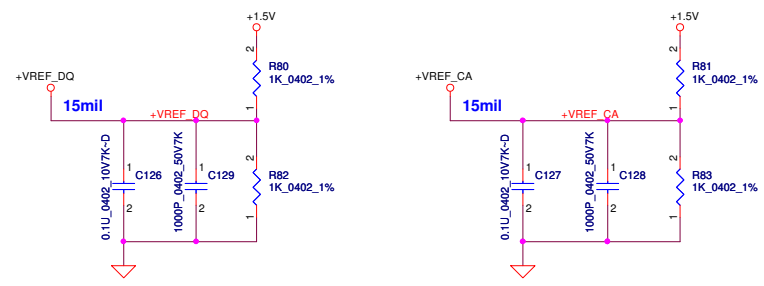 +1.5V
2
R80
1K_0402_1%
1
+VREF_DQ
15mil
+VREF_DQ
0.1U_0402_10V7K~D
1
C126
2
1000P_0402_50V7K
1
C129
2
2
R82
1K_0402_1%
1
+1.5V
2
R81
1K_0402_1%
1
+VREF_CA
15mil
+VREF_CA
0.1U_0402_10V7K~D
1
C127
2
1000P_0402_50V7K
1
C128
2
2
R83
1K_0402_1%
1